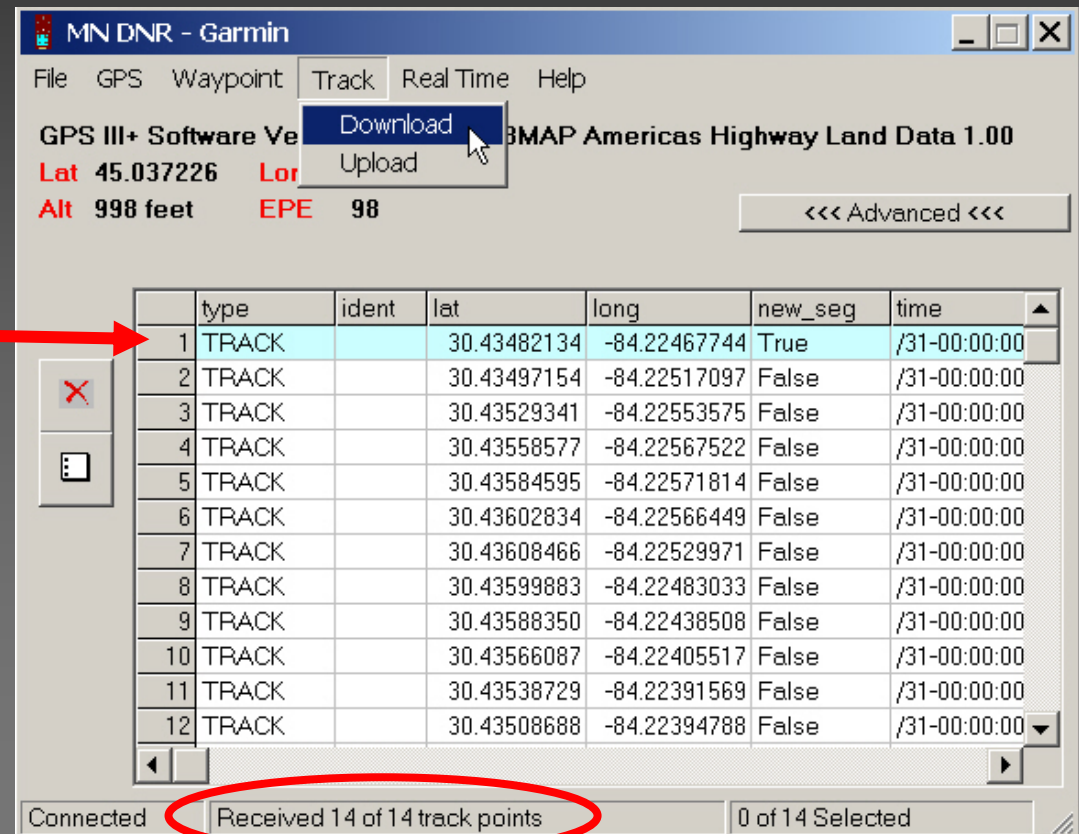 MN DNR - Garmin
File GPS Waypoint Track Real Time Help
Download
Upload
GPS III+ Software Ve BMAP Americas Highway Land Data 1.00
Lat 45.037226 Lor
Alt 998 feet EPE 98
<<< Advanced <<<
type ident lat long new_seg time
1 TRACK 30.43482134 -84.22467744 True /31-00:00:00
2 TRACK 30.43497154 -84.22517097 False /31-00:00:00
3 TRACK 30.43529341 -84.22553575 False /31-00:00:00
4 TRACK 30.43558577 -84.22567522 False /31-00:00:00
5 TRACK 30.43584595 -84.22571814 False /31-00:00:00
6 TRACK 30.43602834 -84.22566449 False /31-00:00:00
7 TRACK 30.43608466 -84.22529971 False /31-00:00:00
8 TRACK 30.43599883 -84.22483033 False /31-00:00:00
9 TRACK 30.43588350 -84.22438508 False /31-00:00:00
10 TRACK 30.43566087 -84.22405517 False /31-00:00:00
11 TRACK 30.43538729 -84.22391569 False /31-00:00:00
12 TRACK 30.43508688 -84.22394788 False /31-00:00:00
Connected Received 14 of 14 track points 0 of 14 Selected